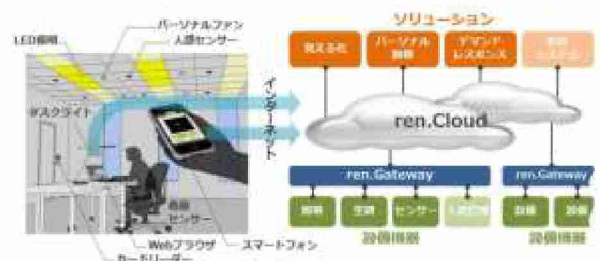 ソリューション
パーソナルファン
LED照明
人感センサー
見える化
パーソナル
制御
デマンド
レスポンス
タスクライト
インターネット
ren.Cloud
ren.Gateway
ren.Gateway
照明
空調
センサー
設備
設備
設備機器
設備機器
センサー
Webブラウザ
スマートフォン
カードリーダー